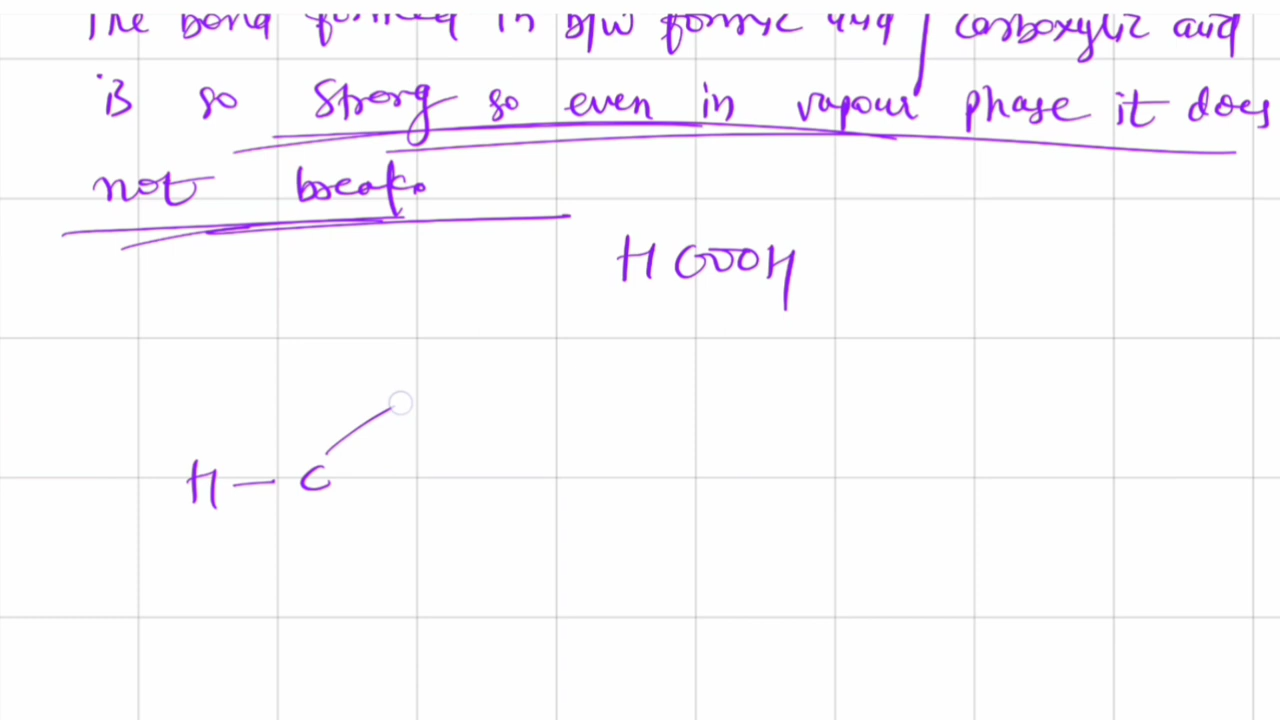 The bond formed in b/w formic acid / carboxylic acid
is so strong so even in vapour phase it does
not break.
HCOOH
H - C